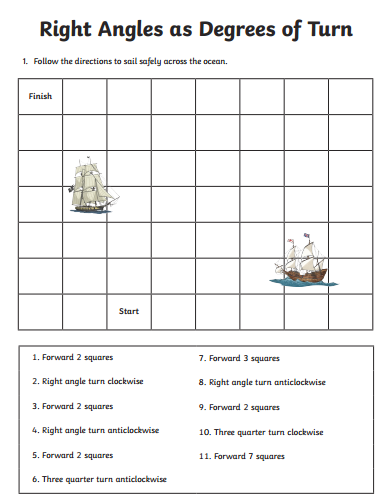 Right Angles as Degrees of Turn
1. Follow the directions to sail safely across the ocean.
Finish
Start
1. Forward 2 squares
2. Right angle turn clockwise
3. Forward 2 squares
4. Right angle turn anticlockwise
5. Forward 2 squares
6. Three quarter turn anticlockwise
7. Forward 3 squares
8. Right angle turn anticlockwise
9. Forward 2 squares
10. Three quarter turn clockwise
11. Forward 7 squares